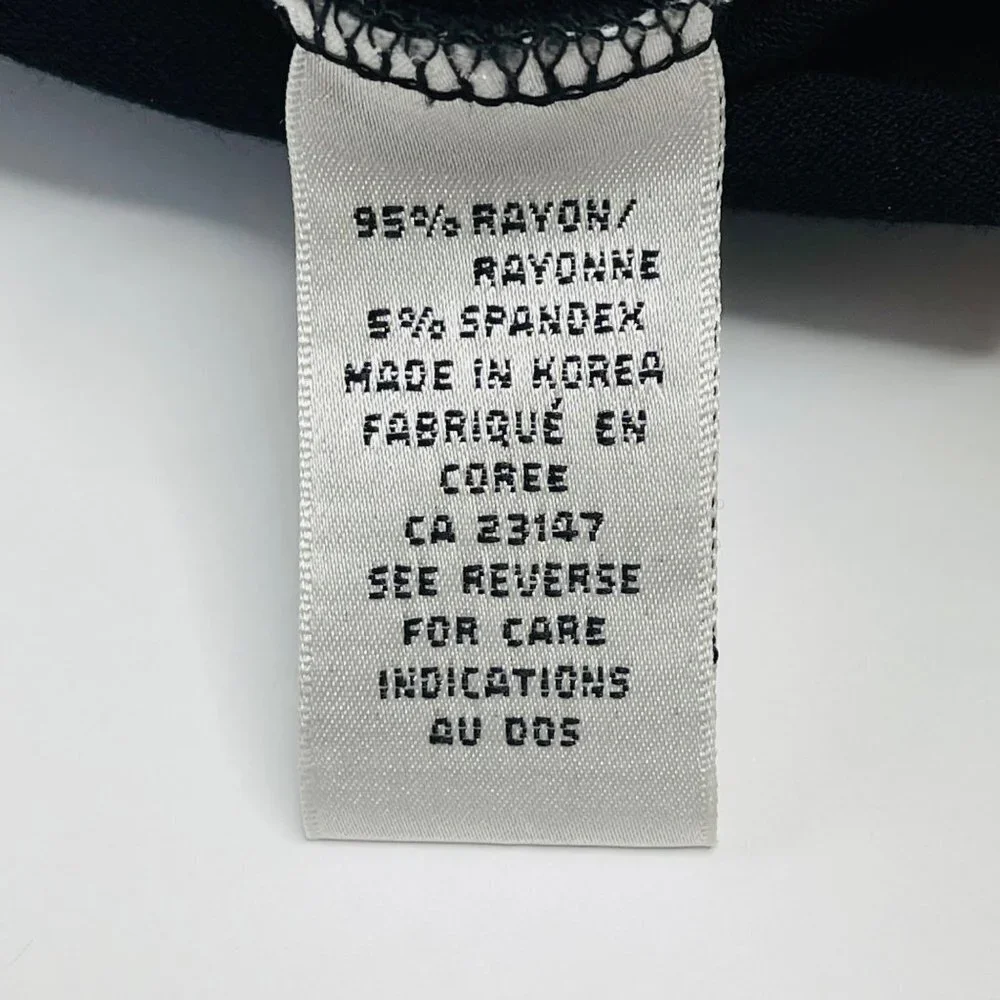 95% RAYON/
RAYONNE
5% SPANDEX
MADE IN KOREA
FABRIQUÉ EN
COREE
CA 23147
SEE REVERSE
FOR CARE
INDICATIONS
AU DOS